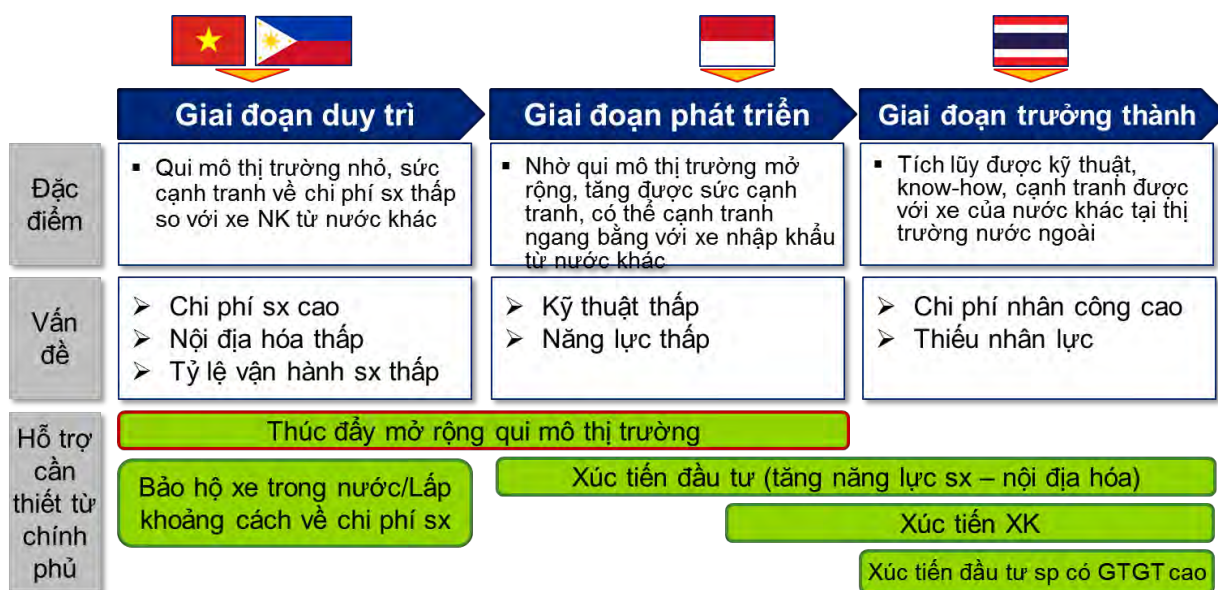 Giai đoạn duy trì
Giai đoạn phát triển
Giai đoạn trưởng thành
Đặc
điểm
▪ Qui mô thị trường nhỏ, sức
cạnh tranh về chi phí sx thấp
so với xe NK từ nước khác
▪ Nhờ qui mô thị trường mở
rộng, tăng được sức cạnh
tranh, có thể cạnh tranh
ngang bằng với xe nhập khẩu
từ nước khác
▪ Tích lũy được kỹ thuật,
know-how, cạnh tranh được
với xe của nước khác tại thị
trường nước ngoài
Vấn
đề
➢ Chi phí sx cao
➢ Nội địa hóa thấp
➢ Tỷ lệ vận hành sx thấp
➢ Kỹ thuật thấp
➢ Năng lực thấp
➢ Chi phí nhân công cao
➢ Thiếu nhân lực
Hỗ trợ
cần
thiết từ
chính
phủ
Thúc đẩy mở rộng qui mô thị trường
Bảo hộ xe trong nước/Lấp
khoảng cách về chi phí sx
Xúc tiến đầu tư (tăng năng lực sx – nội địa hóa)
Xúc tiến XK
Xúc tiến đầu tư sp có GTGT cao